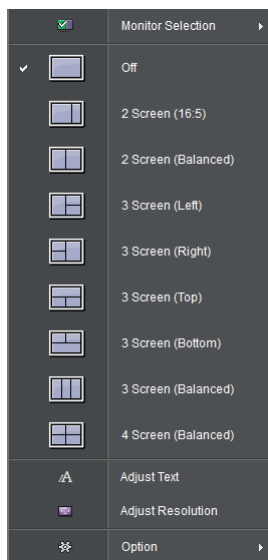 Monitor Selection
Off
2 Screen (16:5)
2 Screen (Balanced)
3 Screen (Left)
3 Screen (Right)
3 Screen (Top)
3 Screen (Bottom)
3 Screen (Balanced)
4 Screen (Balanced)
Adjust Text
Adjust Resolution
Option